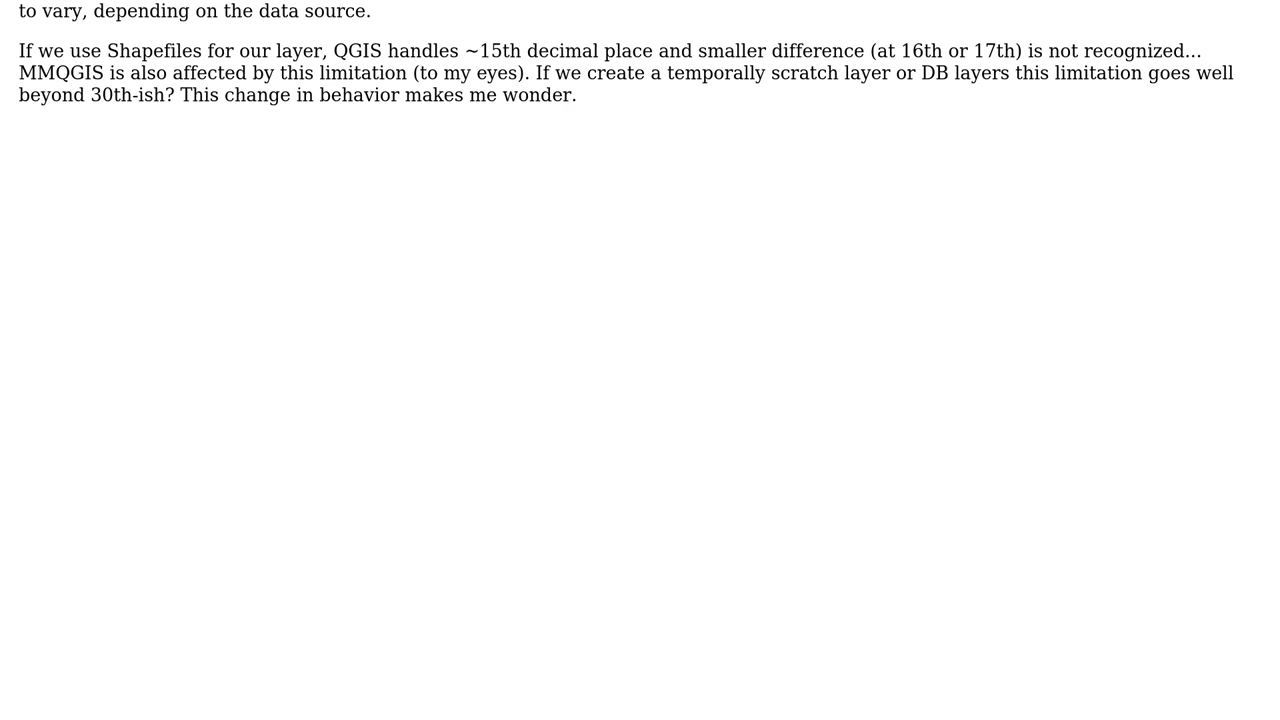 to vary, depending on the data source.
If we use Shapefiles for our layer, QGIS handles ~15th decimal place and smaller difference (at 16th or 17th) is not recognized...
MMQGIS is also affected by this limitation (to my eyes). If we create a temporally scratch layer or DB layers this limitation goes well
beyond 30th-ish? This change in behavior makes me wonder.